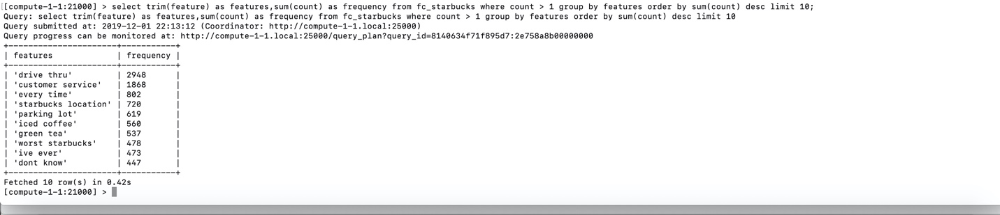 [compute-1-1:21000] > select trim(feature) as features,sum(count) as frequency from fc_starbucks where count > 1 group by features order by sum(count) desc limit 10;
Query: select trim(feature) as features,sum(count) as frequency from fc_starbucks where count > 1 group by features order by sum(count) desc limit 10
Query submitted at: 2019-12-01 22:13:12 (Coordinator: http://compute-1-1.local:25000)
Query progress can be monitored at: http://compute-1-1.local:25000/query_plan?query_id=8140634f71f895d7:2e758a8b00000000
+----------------------+-----------+
| features             | frequency |
+----------------------+-----------+
| 'drive thru'         | 2948      |
| 'customer service'   | 1868      |
| 'every time'         | 802       |
| 'starbucks location' | 720       |
| 'parking lot'        | 619       |
| 'iced coffee'        | 560       |
| 'green tea'          | 537       |
| 'worst starbucks'    | 478       |
| 'ive ever'           | 473       |
| 'dont know'          | 447       |
+----------------------+-----------+
Fetched 10 row(s) in 0.42s
[compute-1-1:21000] >